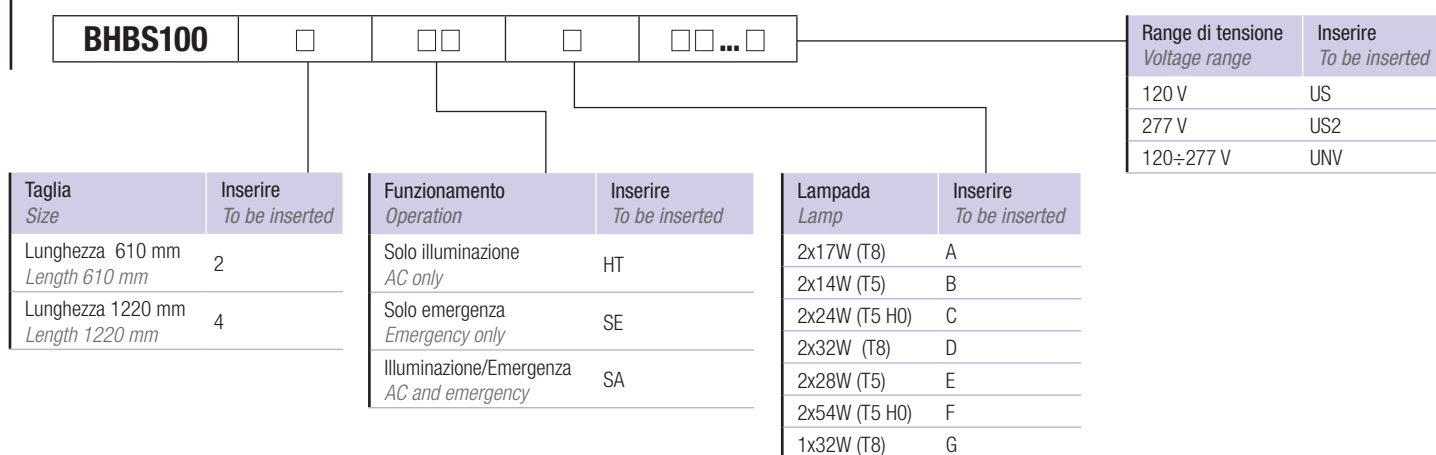 BHBS100 □ □□ □ □□...□
Range di tensione Inserire
Voltage range To be inserted
120 V US
277 V US2
120÷277 V UNV
Taglia Inserire
Size To be inserted
Lunghezza 610 mm
Length 610 mm
2
Lunghezza 1220 mm
Length 1220 mm
4
Funzionamento Inserire
Operation To be inserted
Solo illuminazione
AC only
HT
Solo emergenza
Emergency only
SE
Illuminazione/Emergenza
AC and emergency
SA
Lampada Inserire
Lamp To be inserted
2x17W (T8) A
2x14W (T5) B
2x24W (T5 H0) C
2x32W (T8) D
2x28W (T5) E
2x54W (T5 H0) F
1x32W (T8) G